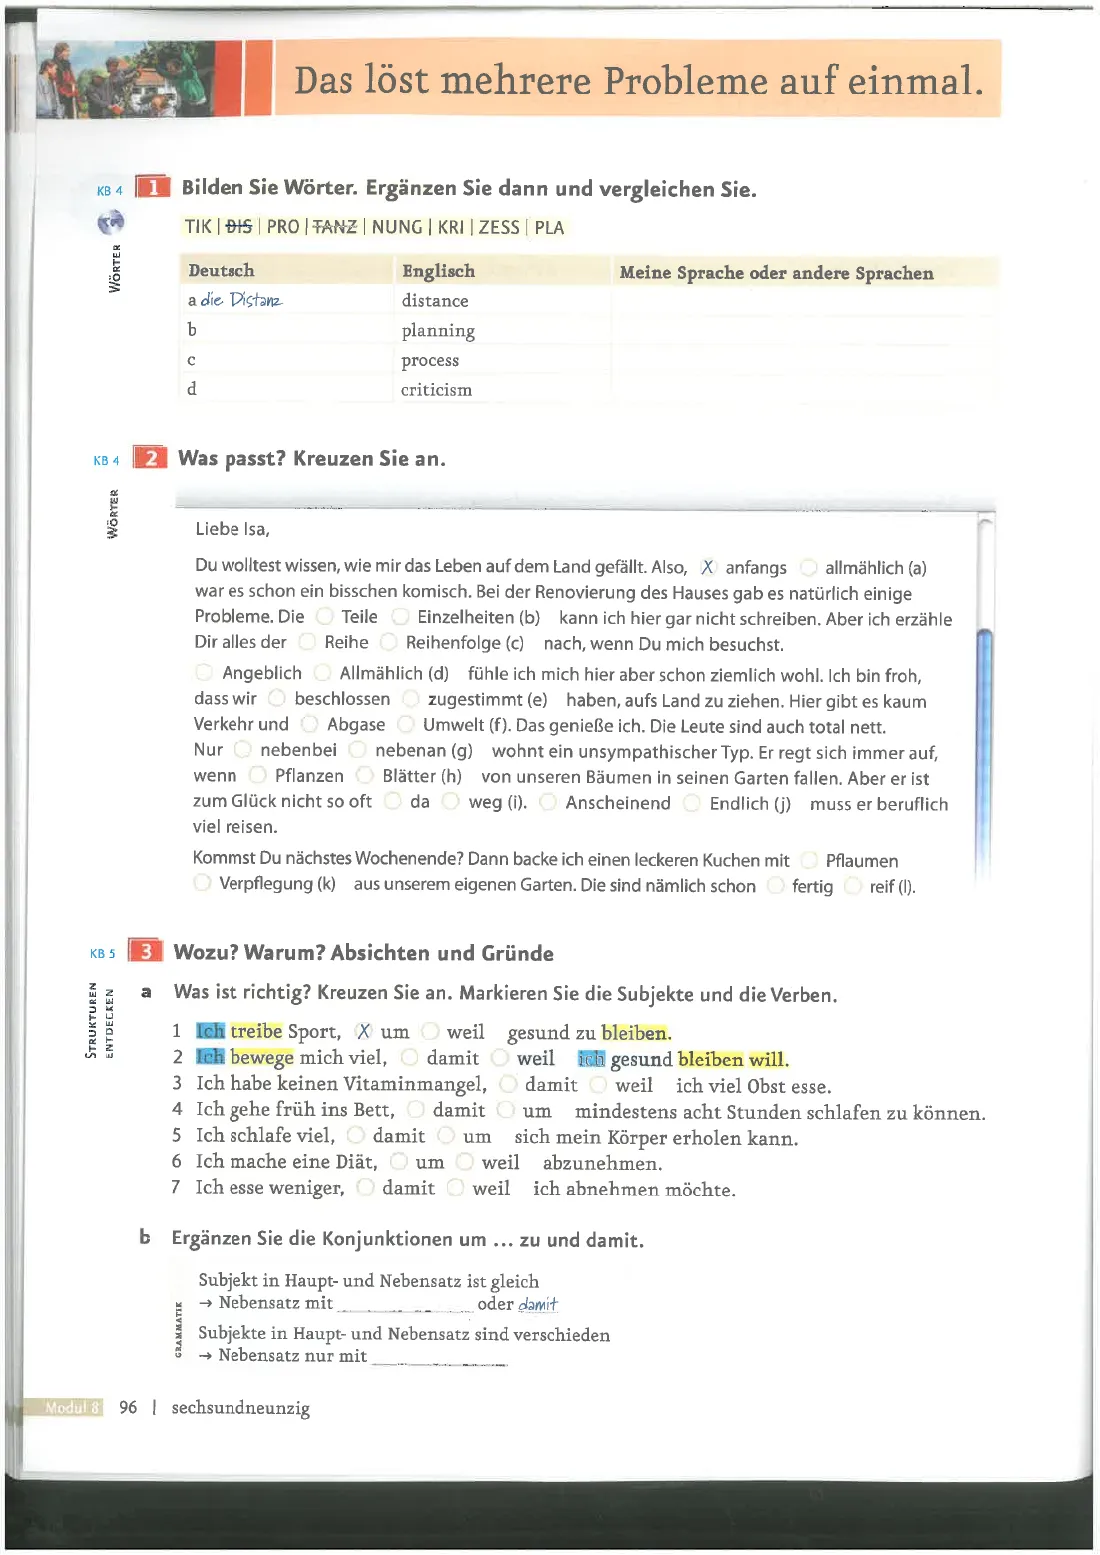 Das löst mehrere Probleme auf einmal.
KB 4 1 Bilden Sie Wörter. Ergänzen Sie dann und vergleichen Sie.
WÖRTER
TIK | DIS | PRO | TANZ | NUNG | KRI | ZESS | PLA
Deutsch Englisch Meine Sprache oder andere Sprachen
a die Distanz distance
b planning
c process
d criticism
KB 4 2 Was passt? Kreuzen Sie an.
WÖRTER
Liebe Isa,
Du wolltest wissen, wie mir das Leben auf dem Land gefällt. Also, X anfangs allmählich (a)
war es schon ein bisschen komisch. Bei der Renovierung des Hauses gab es natürlich einige
Probleme. Die Teile Einzelheiten (b) kann ich hier gar nicht schreiben. Aber ich erzähle
Dir alles der Reihe Reihenfolge (c) nach, wenn Du mich besuchst.
Angeblich Allmählich (d) fühle ich mich hier aber schon ziemlich wohl. Ich bin froh,
dass wir beschlossen zugestimmt (e) haben, aufs Land zu ziehen. Hier gibt es kaum
Verkehr und Abgase Umwelt (f). Das genieße ich. Die Leute sind auch total nett.
Nur nebenbei nebenan (g) wohnt ein unsympathischer Typ. Er regt sich immer auf,
wenn Pflanzen Blätter (h) von unseren Bäumen in seinen Garten fallen. Aber er ist
zum Glück nicht so oft da weg (i). Anscheinend Endlich (j) muss er beruflich
viel reisen.
Kommst Du nächstes Wochenende? Dann backe ich einen leckeren Kuchen mit Pflaumen
Verpflegung (k) aus unserem eigenen Garten. Die sind nämlich schon fertig reif (l).
KB 5 3 Wozu? Warum? Absichten und Gründe
STRUKTUREN
ENTDECKEN
a Was ist richtig? Kreuzen Sie an. Markieren Sie die Subjekte und die Verben.
1 Ich treibe Sport, X um weil gesund zu bleiben.
2 Ich bewege mich viel, damit weil ich gesund bleiben will.
3 Ich habe keinen Vitaminmangel, damit weil ich viel Obst esse.
4 Ich gehe früh ins Bett, damit um mindestens acht Stunden schlafen zu können.
5 Ich schlafe viel, damit um sich mein Körper erholen kann.
6 Ich mache eine Diät, um weil abzunehmen.
7 Ich esse weniger, damit weil ich abnehmen möchte.
b Ergänzen Sie die Konjunktionen um ... zu und damit.
GRAMMATIK
Subjekt in Haupt- und Nebensatz ist gleich
→ Nebensatz mit ____________ oder damit
Subjekte in Haupt- und Nebensatz sind verschieden
→ Nebensatz nur mit ____________
Modul 8 96 | sechsundneunzig